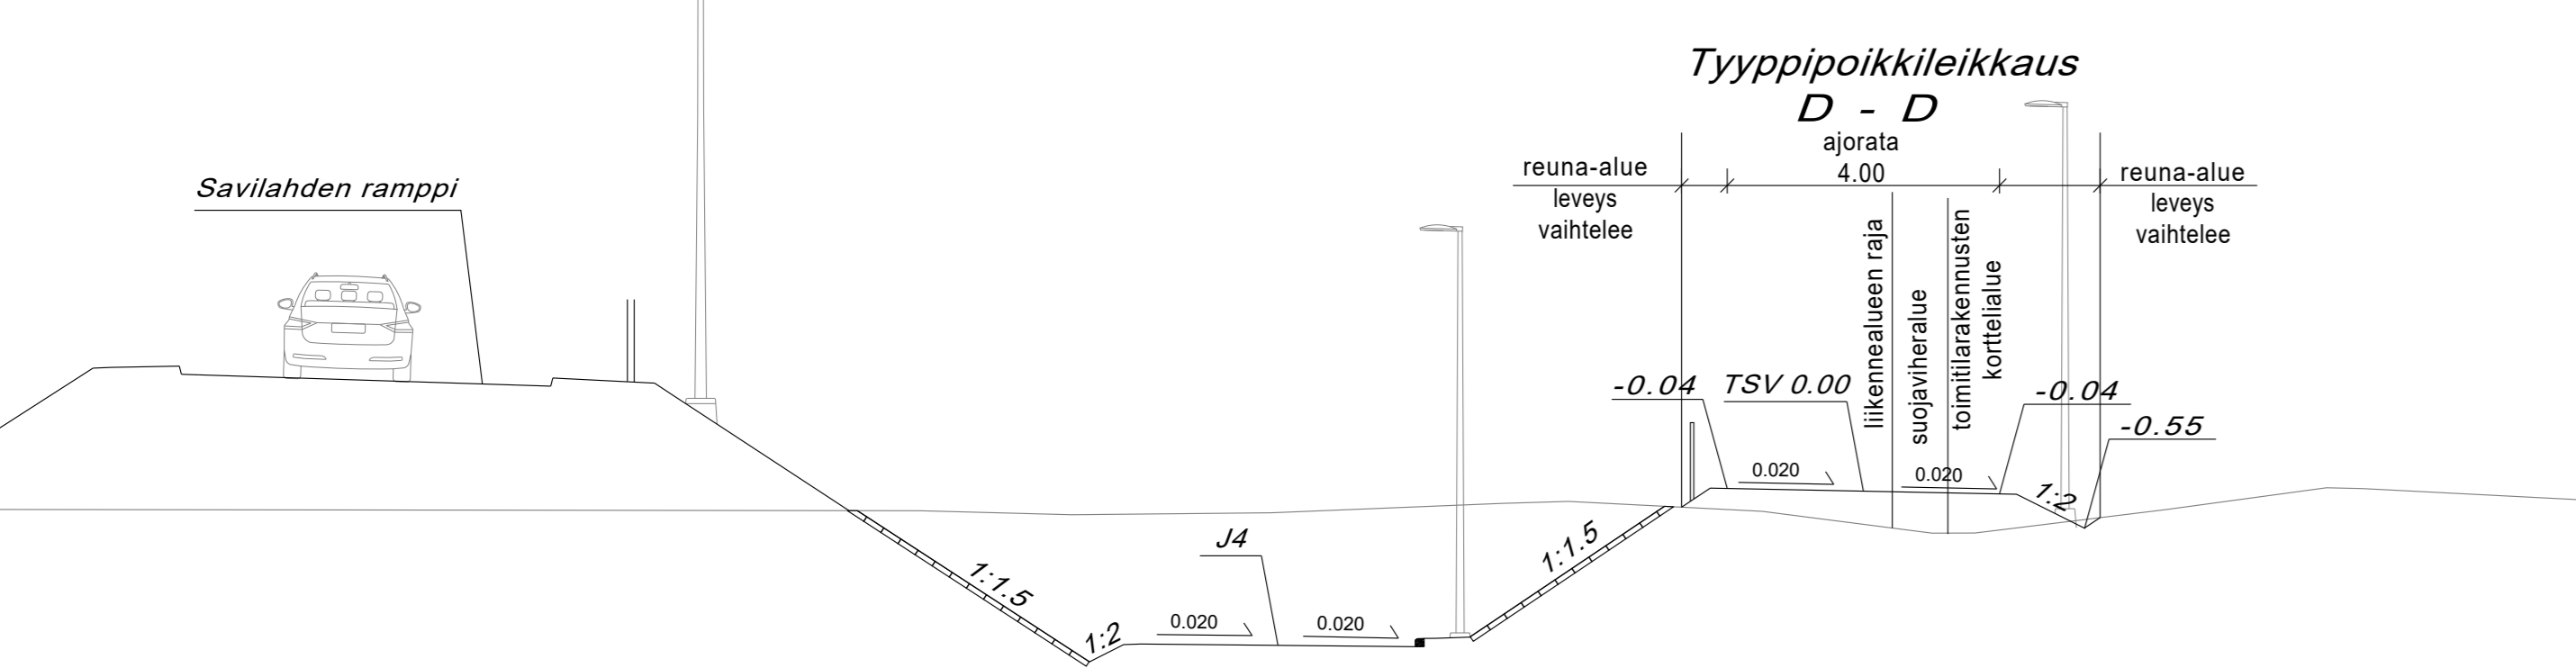 Tyyppipoikkileikkaus
D - D
ajorata
4.00
reuna-alue
leveys
vaihtelee
reuna-alue
leveys
vaihtelee
Savilahden ramppi
liikennealueen raja
suojaviheralue
toimitilarakennusten
korttelialue
-0.04
TSV 0.00
-0.04
-0.55
0.020
0.020
1:2
1:1.5
J4
1:1.5
1:2
0.020
0.020